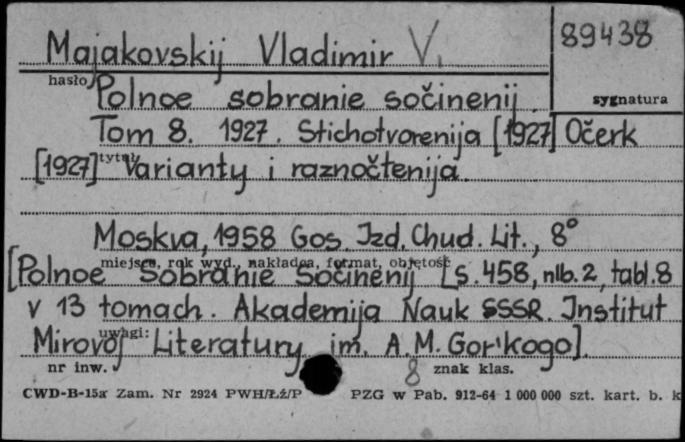 Majakovskij Vladimir V.
89438
hasło
sygnatura
Polnoe sobranie sočinenij
Tom 8. 1927. Stichotvorenija [1927] Očerk
tytuł
[1927] Varianty i raznočtenija.
Moskva, 1958 Gos. Izd. Chud. Lit., 8°
miejsce, rok wyd., nakładca, format, objętość
[Polnoe Sobranie Sočinenij [s. 458, nlb. 2, tabl. 8
v 13 tomach. Akademija Nauk SSSR. Institut
uwagi:
Mirovoj Literatury im. A. M. Gor'kogo].
nr inw.
8 znak klas.
CWD-B-15a Zam. Nr 2924 PWH/Łź/P PZG w Pab. 912-64 1 000 000 szt. kart. b. k